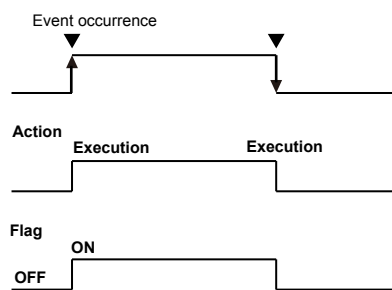 Event occurrence
Action
Execution Execution
Flag
ON
OFF